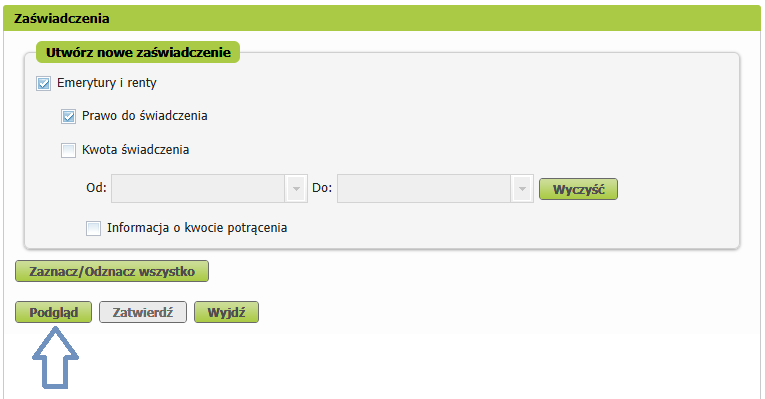 Zaświadczenia
Utwórz nowe zaświadczenie
Emerytury i renty
Prawo do świadczenia
Kwota świadczenia
Od: Do: Wyczyść
Informacja o kwocie potrącenia
Zaznacz/Odznacz wszystko
Podgląd Zatwierdź Wyjdź